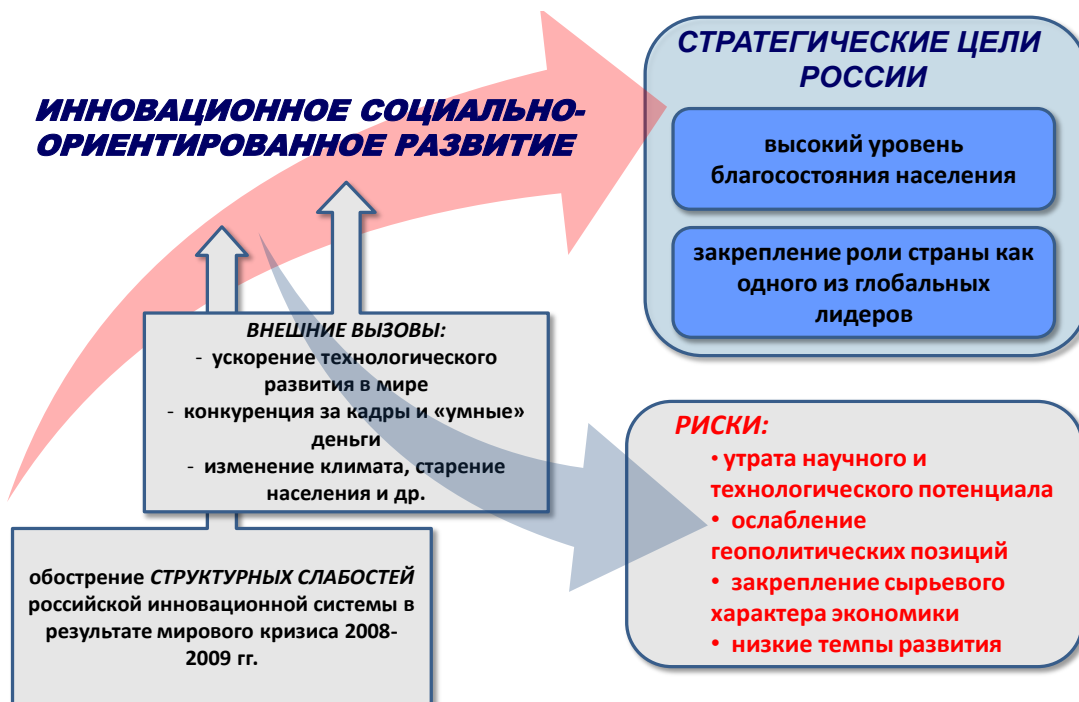 ИННОВАЦИОННОЕ СОЦИАЛЬНО-
ОРИЕНТИРОВАННОЕ РАЗВИТИЕ
СТРАТЕГИЧЕСКИЕ ЦЕЛИ
РОССИИ
высокий уровень
благосостояния населения
закрепление роли страны как
одного из глобальных
лидеров
ВНЕШНИЕ ВЫЗОВЫ:
- ускорение технологического
развития в мире
- конкуренция за кадры и «умные»
деньги
- изменение климата, старение
населения и др.
обострение СТРУКТУРНЫХ СЛАБОСТЕЙ
российской инновационной системы в
результате мирового кризиса 2008-
2009 гг.
РИСКИ:
• утрата научного и
технологического потенциала
• ослабление
геополитических позиций
• закрепление сырьевого
характера экономики
• низкие темпы развития